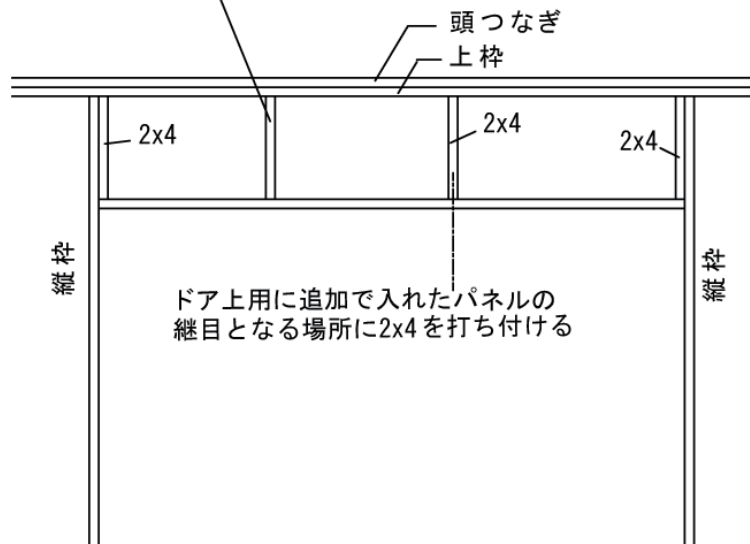 頭つなぎ
上枠
2x4
2x4
2x4
縦枠
縦枠
ドア上用に追加で入れたパネルの
継目となる場所に2x4を打ち付ける